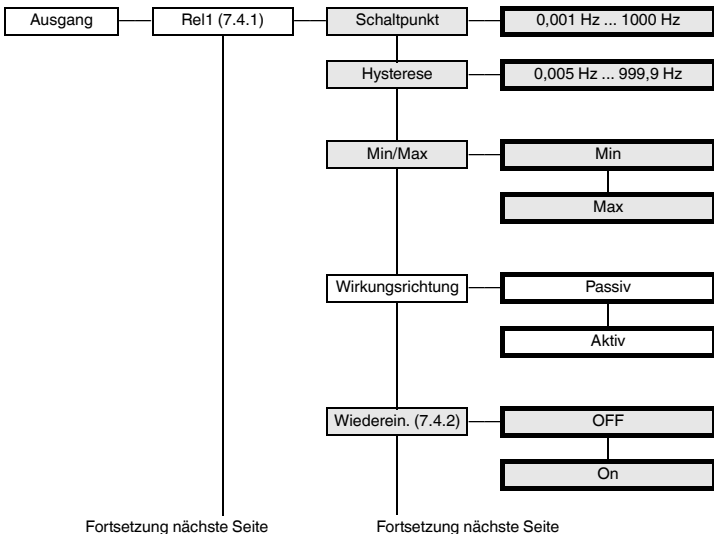 Ausgang
Rel1 (7.4.1)
Schaltpunkt
0,001 Hz ... 1000 Hz
Hysterese
0,005 Hz ... 999,9 Hz
Min/Max
Min
Max
Wirkungsrichtung
Passiv
Aktiv
Wiederein. (7.4.2)
OFF
On
Fortsetzung nächste Seite
Fortsetzung nächste Seite